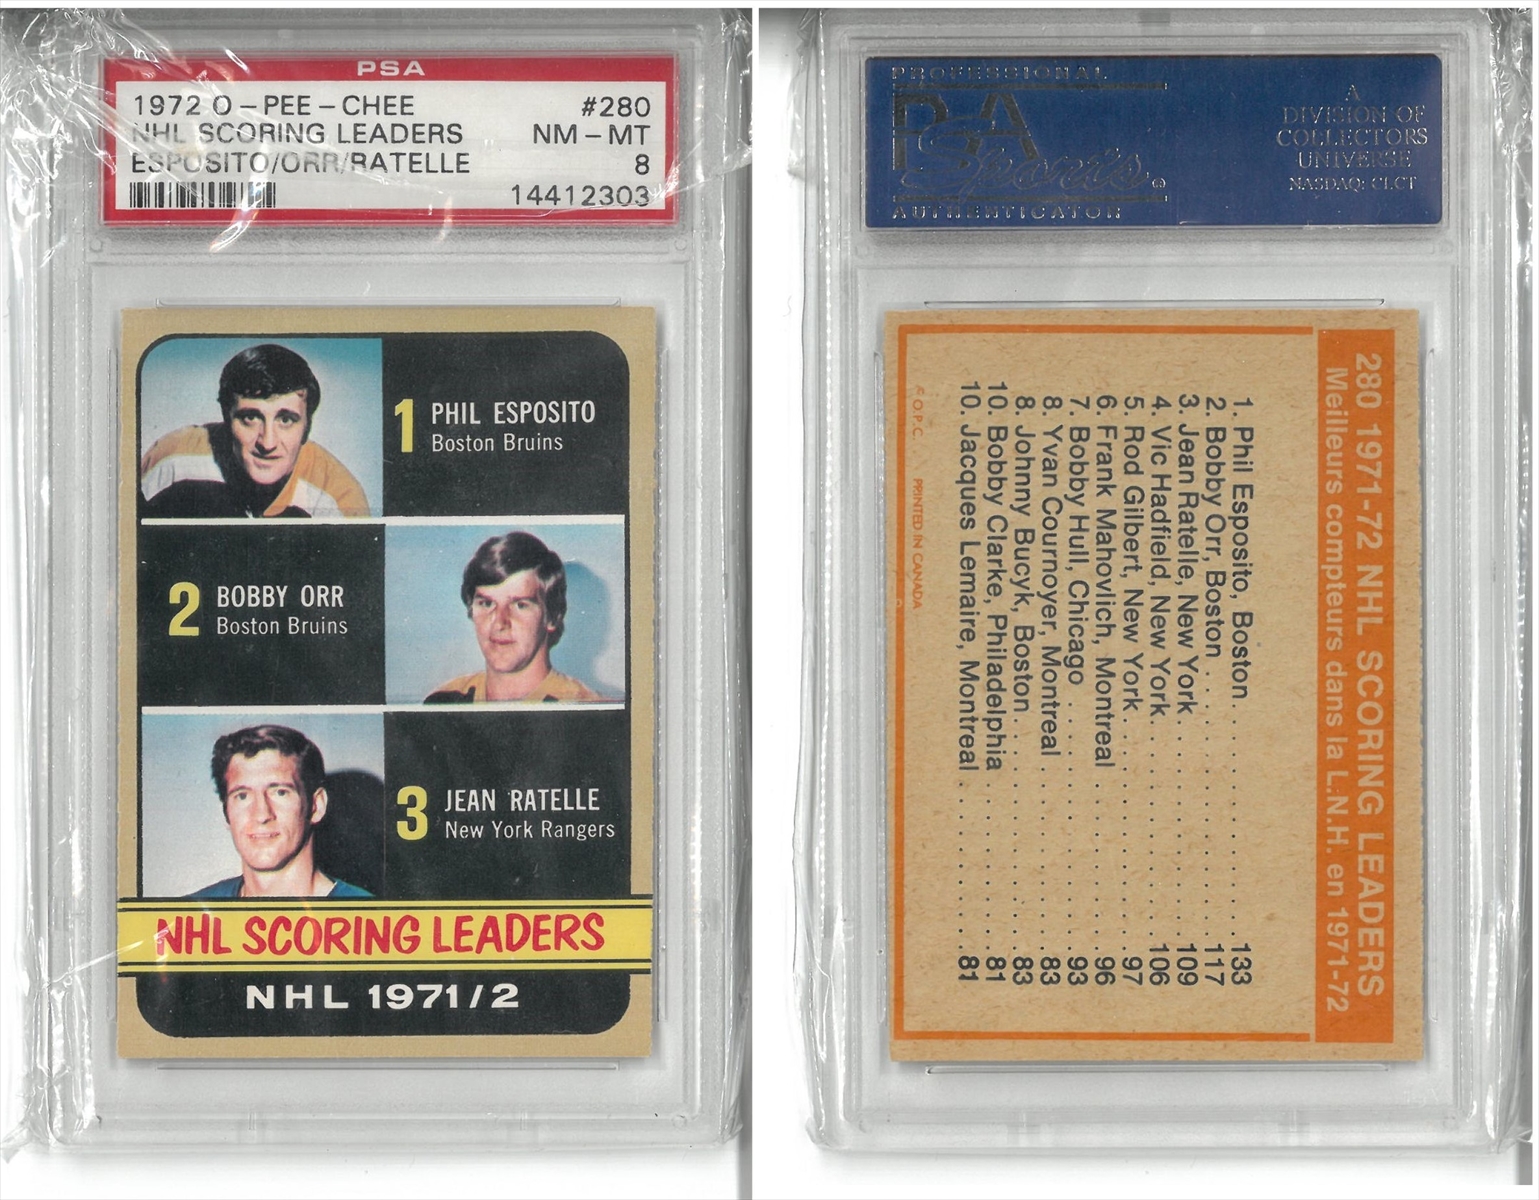 PSA
1972 O-PEE-CHEE #280
NHL SCORING LEADERS NM-MT
ESPOSITO/ORR/RATELLE 8
14412303
1 PHIL ESPOSITO
Boston Bruins
2 BOBBY ORR
Boston Bruins
3 JEAN RATELLE
New York Rangers
NHL SCORING LEADERS
NHL 1971/2
PROFESSIONAL
PSA
Sports
®
AUTHENTICATOR
A
DIVISION OF
COLLECTORS
UNIVERSE
NASDAQ: CLCT
280 1971-72 NHL SCORING LEADERS
Meilleurs compteurs dans la L.N.H. en 1971-72
1. Phil Esposito, Boston . . . . . . . . . . 133
2. Bobby Orr, Boston . . . . . . . . . . . 117
3. Jean Ratelle, New York . . . . . . . . . 109
4. Vic Hadfield, New York . . . . . . . . . 106
5. Rod Gilbert, New York . . . . . . . . . . 97
6. Frank Mahovlich, Montreal . . . . . . . 96
7. Bobby Hull, Chicago . . . . . . . . . . 93
8. Yvan Cournoyer, Montreal . . . . . . . . 83
8. Johnny Bucyk, Boston . . . . . . . . . . 83
10. Bobby Clarke, Philadelphia . . . . . . . 81
10. Jacques Lemaire, Montreal . . . . . . . 81
© O.P.C. PRINTED IN CANADA